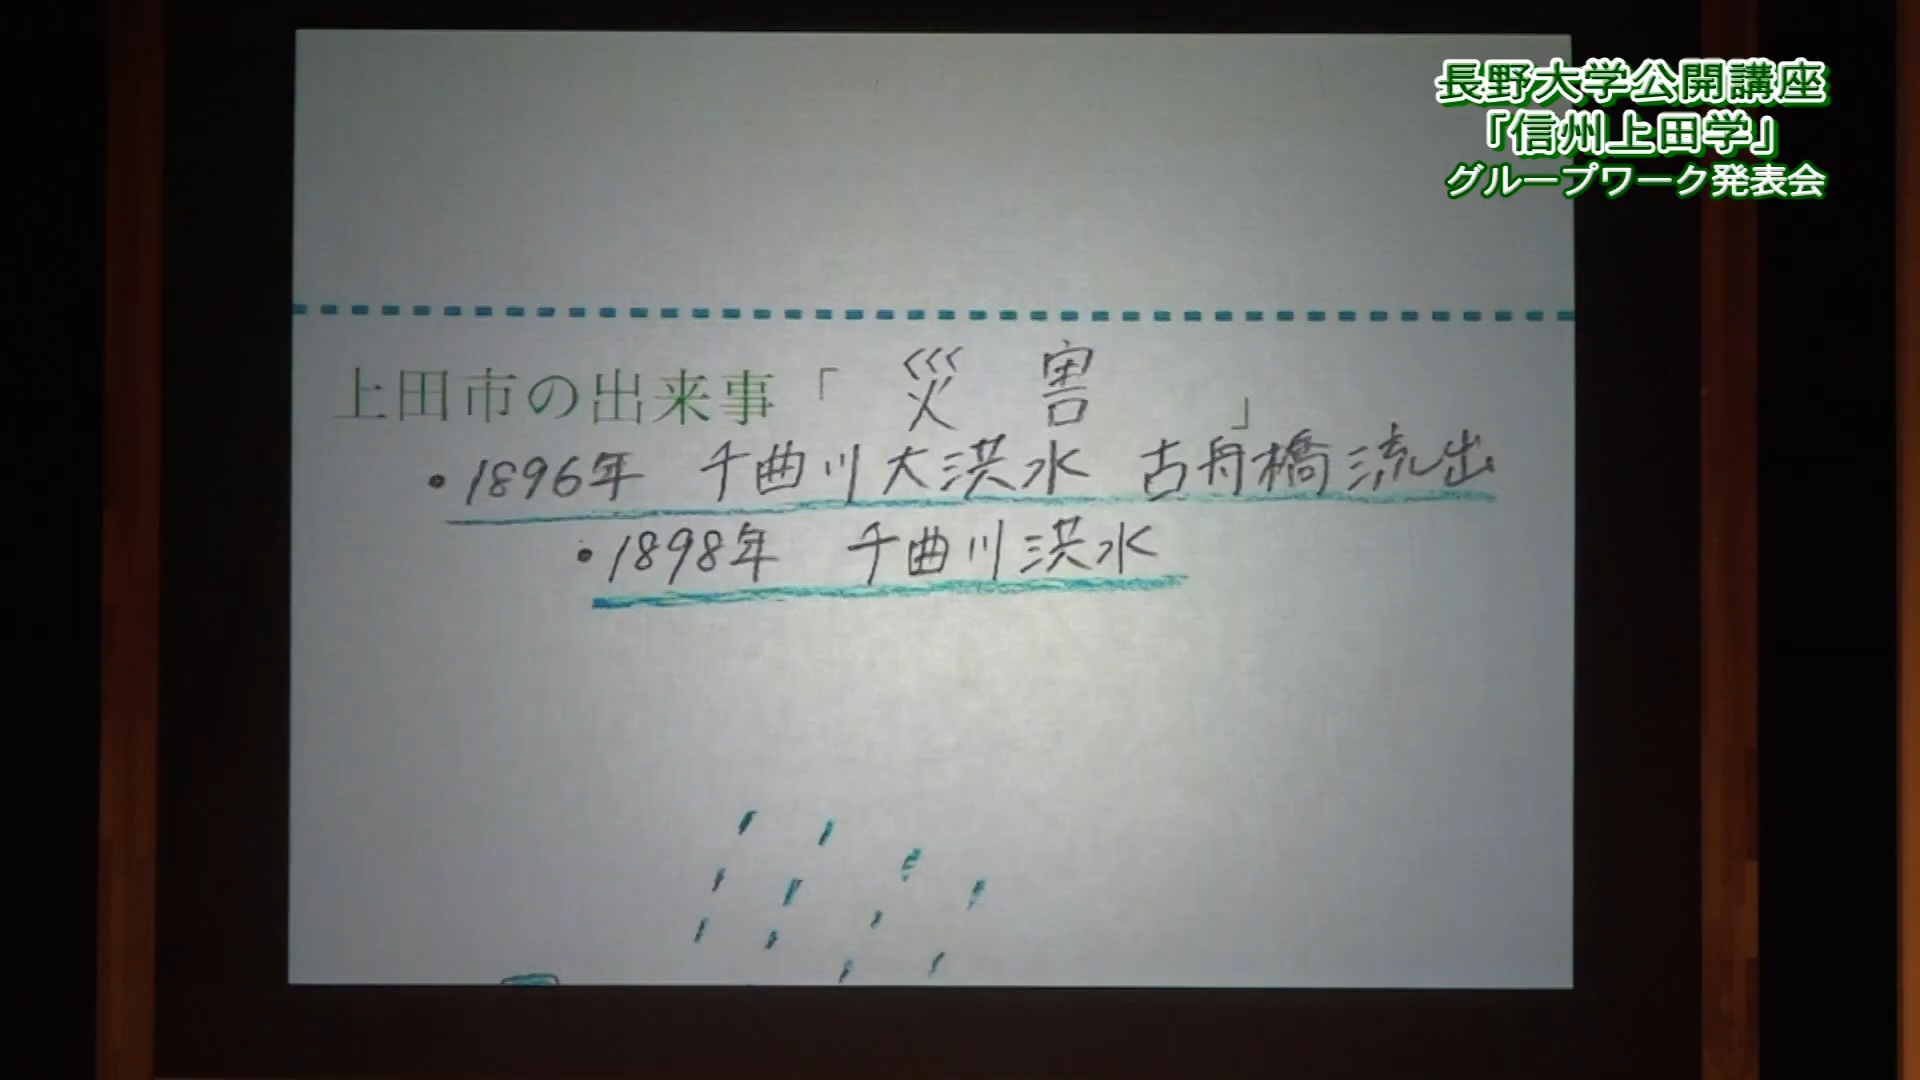 長野大学公開講座
「信州上田学」
グループワーク発表会
上田市の出来事「災害」
・1896年 千曲川大洪水 古舟橋流出
・1898年 千曲川洪水